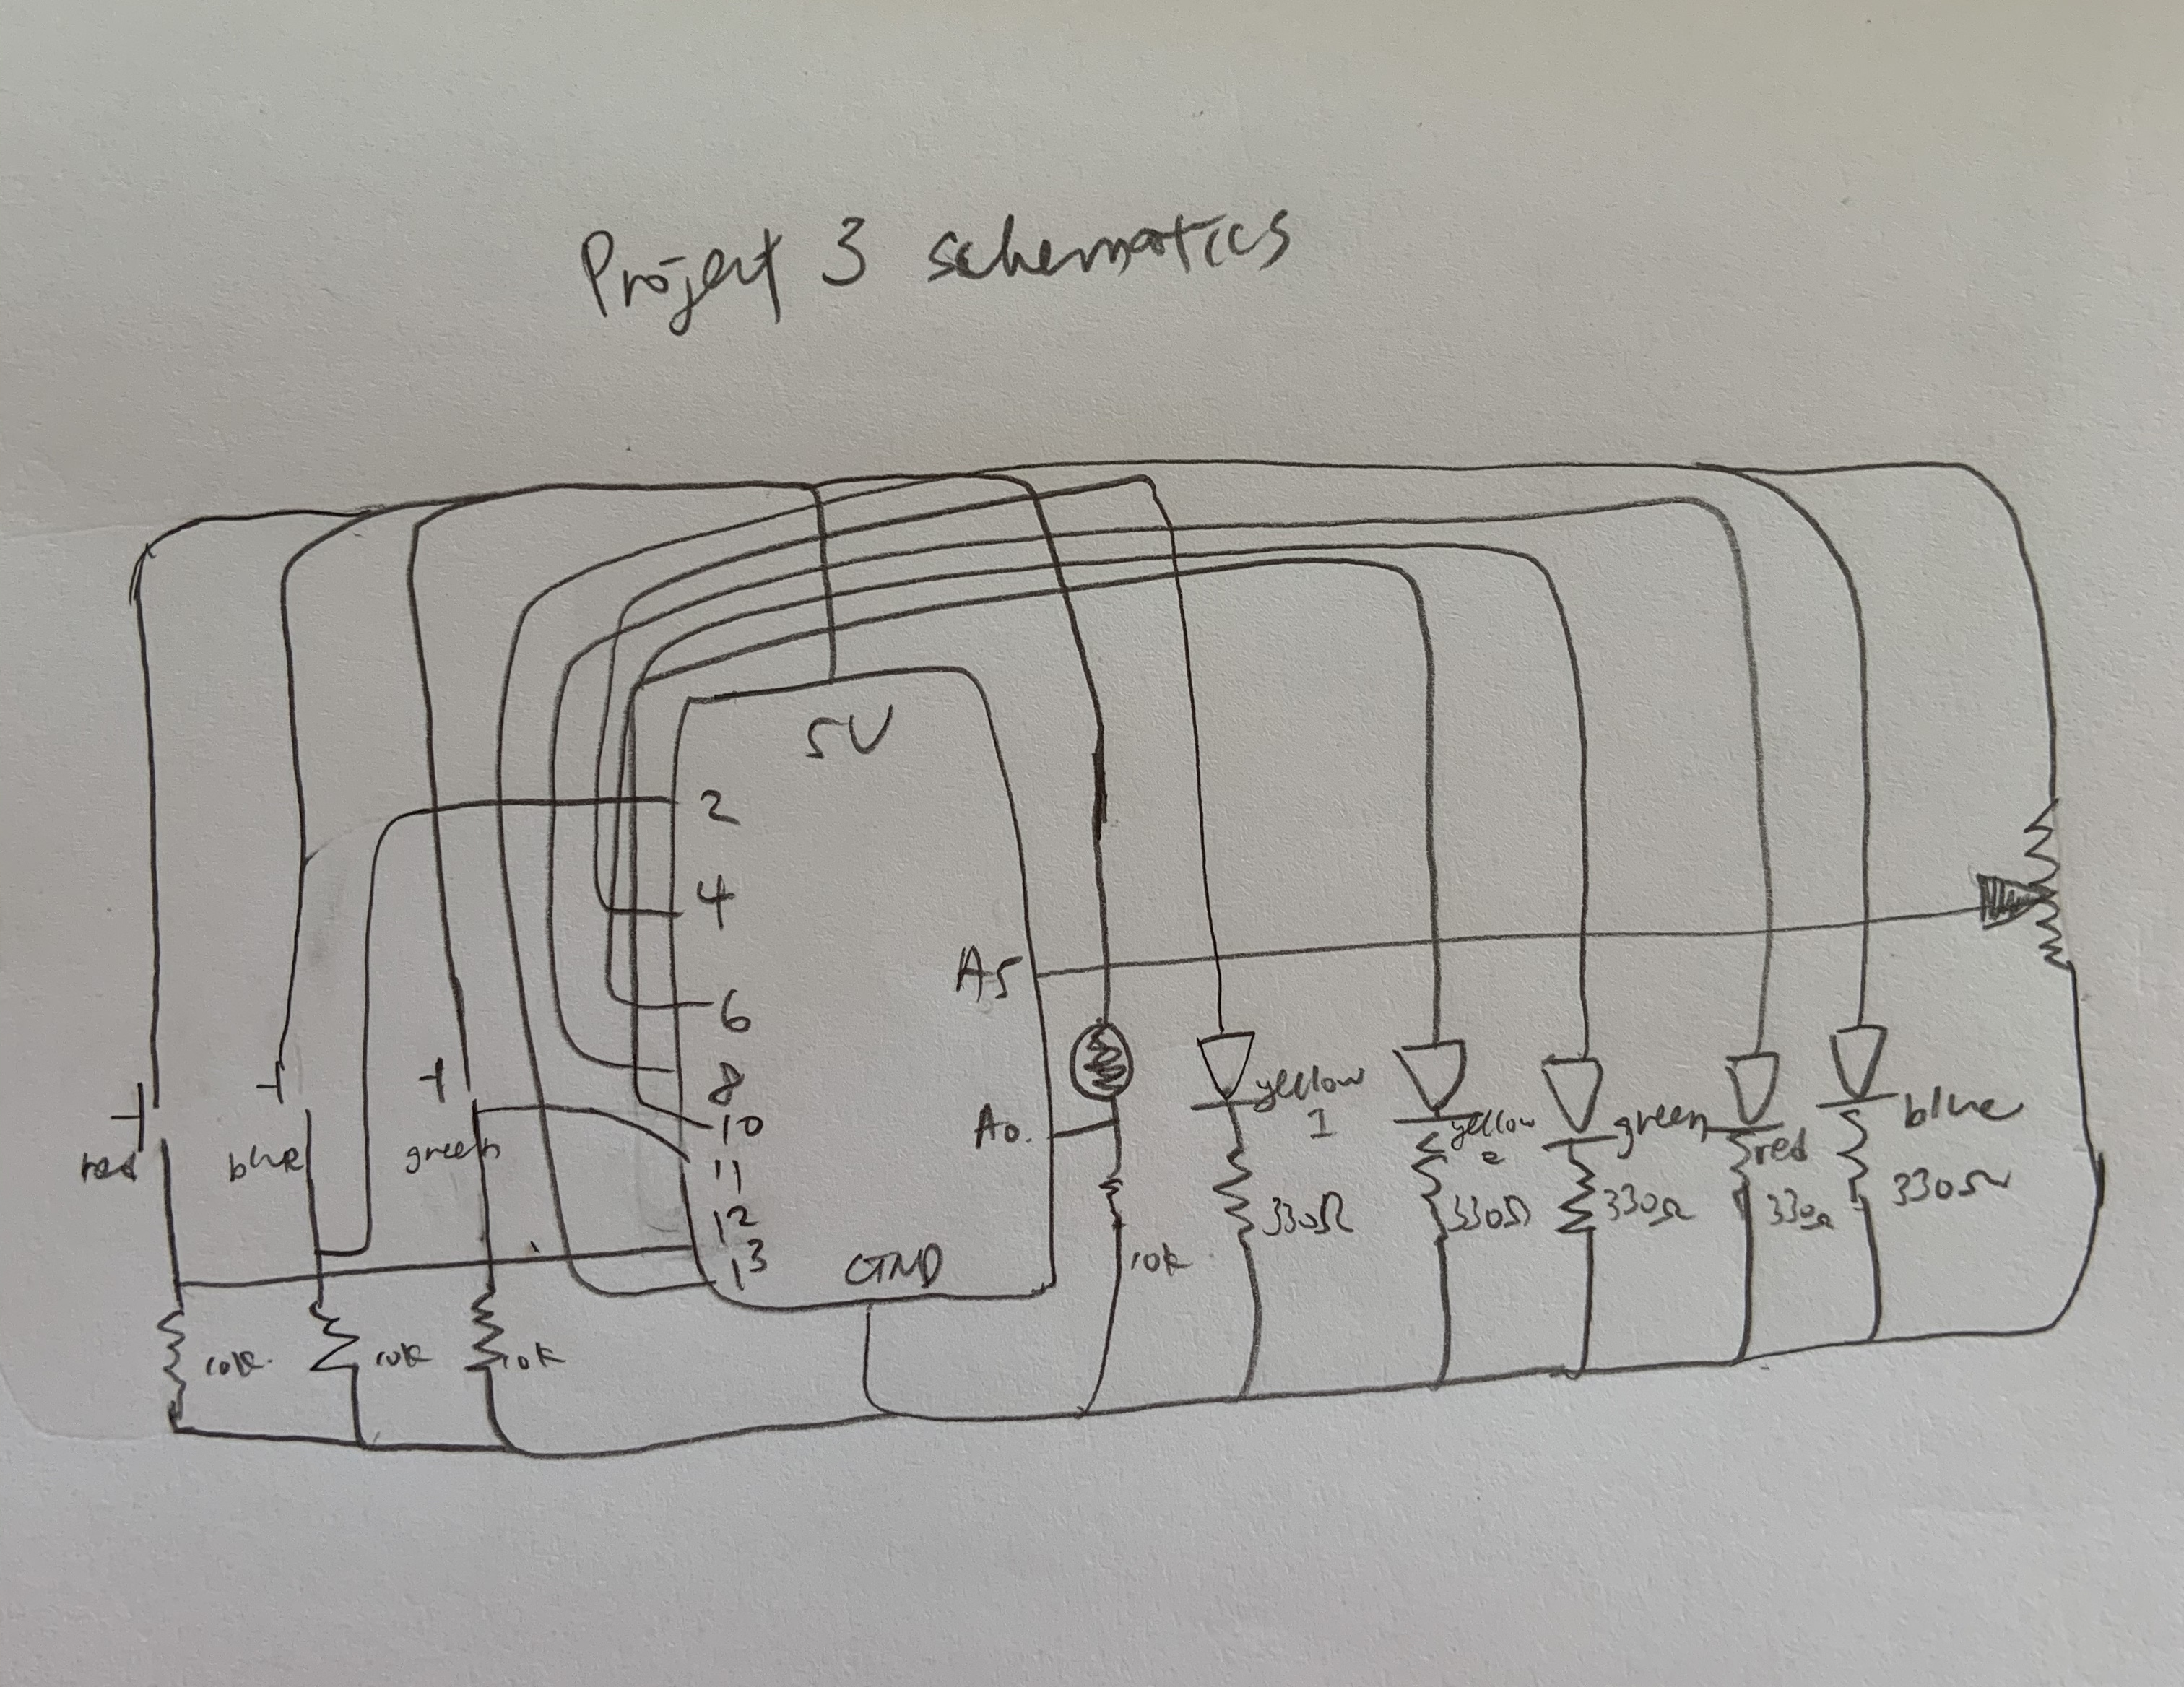 Project 3 schematics
5V
2
4
6
8
10
11
12
13
A5
A0.
GND
red
blue
green
10k.
10k
10k
10k
yellow
1
330Ω
yellow
2
330Ω
green
330Ω
red
330Ω
blue
330Ω